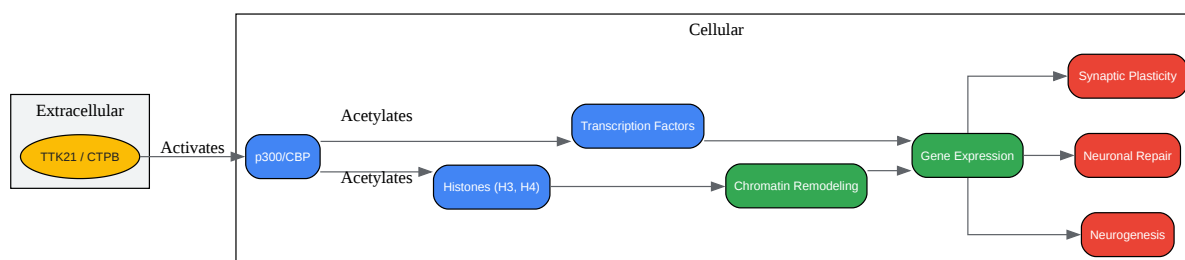 Cellular
Extracellular
TTK21 / CTPB
Activates
p300/CBP
Acetylates
Acetylates
Transcription Factors
Histones (H3, H4)
Chromatin Remodeling
Gene Expression
Synaptic Plasticity
Neuronal Repair
Neurogenesis